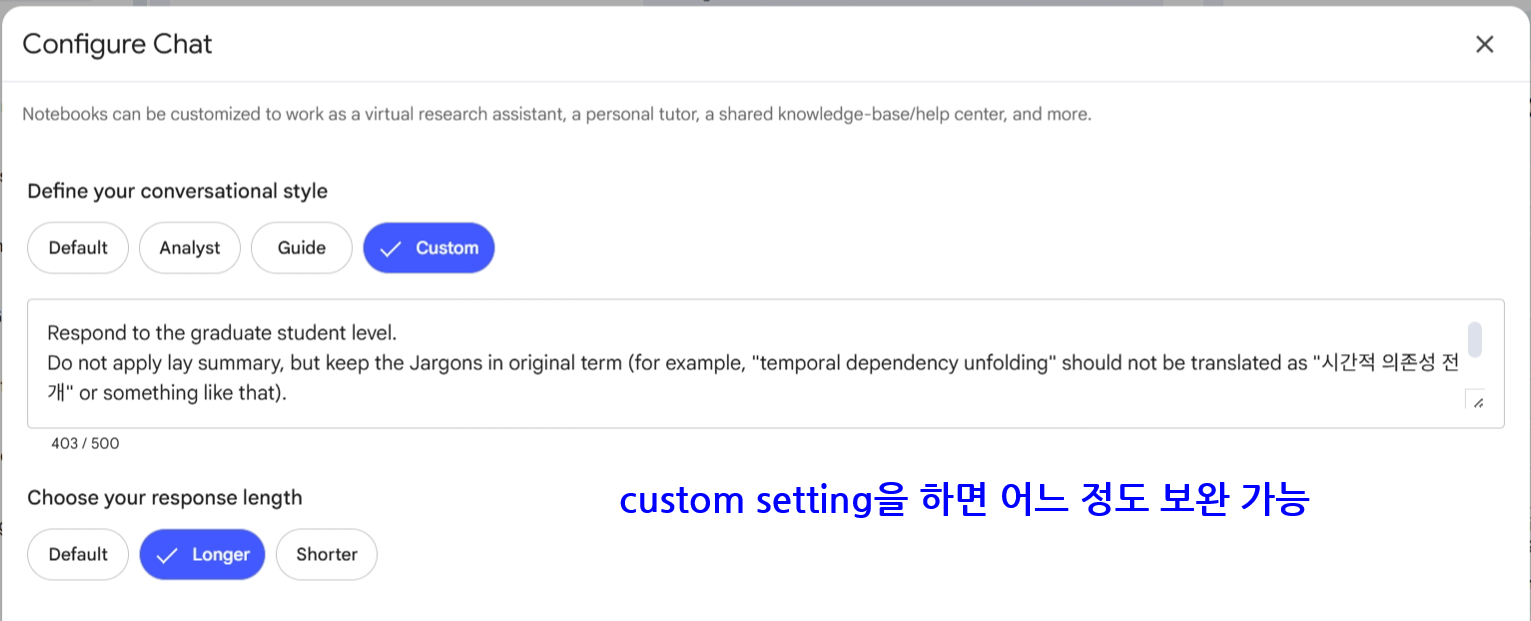 Configure Chat
Notebooks can be customized to work as a virtual research assistant, a personal tutor, a shared knowledge-base/help center, and more.
Define your conversational style
Default Analyst Guide Custom
Respond to the graduate student level.
Do not apply lay summary, but keep the Jargons in original term (for example, "temporal dependency unfolding" should not be translated as "시간적 의존성 전
개" or something like that).
403 / 500
Choose your response length
custom setting을 하면 어느 정도 보완 가능
Default Longer Shorter